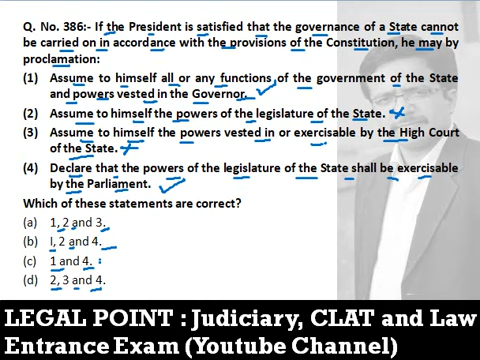 Q. No. 386:- If the President is satisfied that the governance of a State cannot
be carried on in accordance with the provisions of the Constitution, he may by
proclamation:
(1) Assume to himself all or any functions of the government of the State
and powers vested in the Governor.
(2) Assume to himself the powers of the legislature of the State.
(3) Assume to himself the powers vested in or exercisable by the High Court
of the State.
(4) Declare that the powers of the legislature of the State shall be exercisable
by the Parliament.
Which of these statements are correct?
(a) 1, 2 and 3.
(b) I, 2 and 4.
(c) 1 and 4.
(d) 2, 3 and 4.
LEGAL POINT : Judiciary, CLAT and Law
Entrance Exam (Youtube Channel)